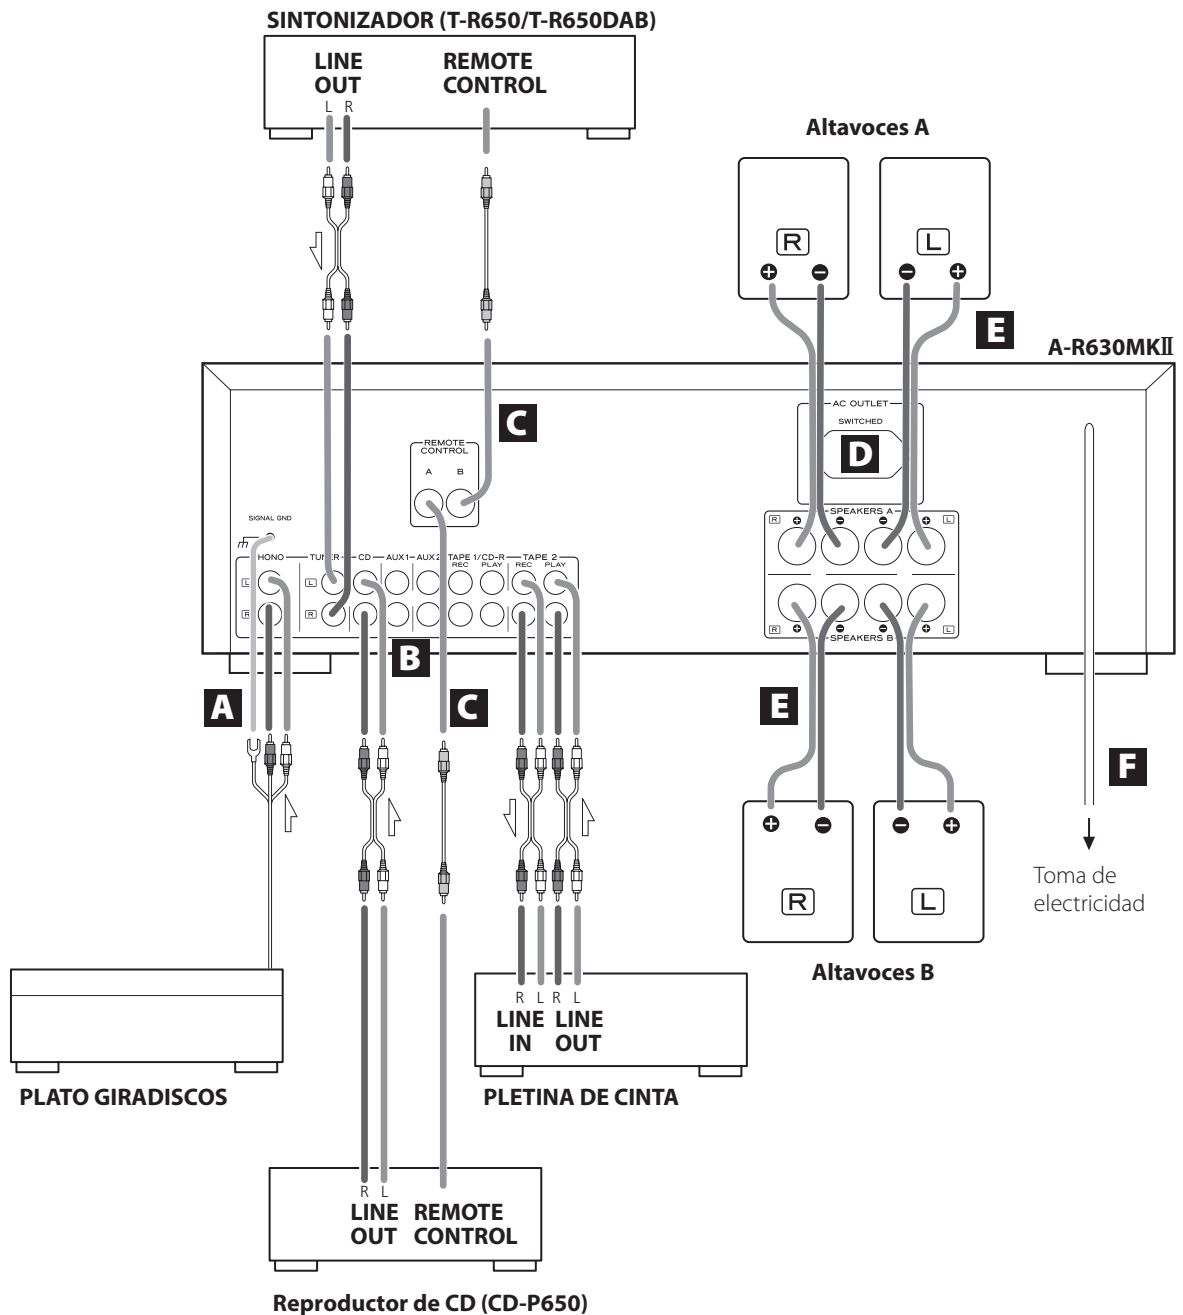 SINTONIZADOR (T-R650/T-R650DAB)
LINE
OUT
L R
REMOTE
CONTROL
Altavoces A
R
L
E
A-R630MKⅡ
AC OUTLET
SWITCHED
D
C
REMOTE
CONTROL
A B
SPEAKERS A
R L
SIGNAL GND
PHONO TUNER CD AUX1 AUX2 TAPE 1/CD-R TAPE 2
REC PLAY REC PLAY
L L
R R
SPEAKERS B
R L
B
A
C
E
F
Toma de
electricidad
R
L
Altavoces B
R L R L
LINE LINE
IN OUT
PLATO GIRADISCOS
PLETINA DE CINTA
R L
LINE
OUT
REMOTE
CONTROL
Reproductor de CD (CD-P650)